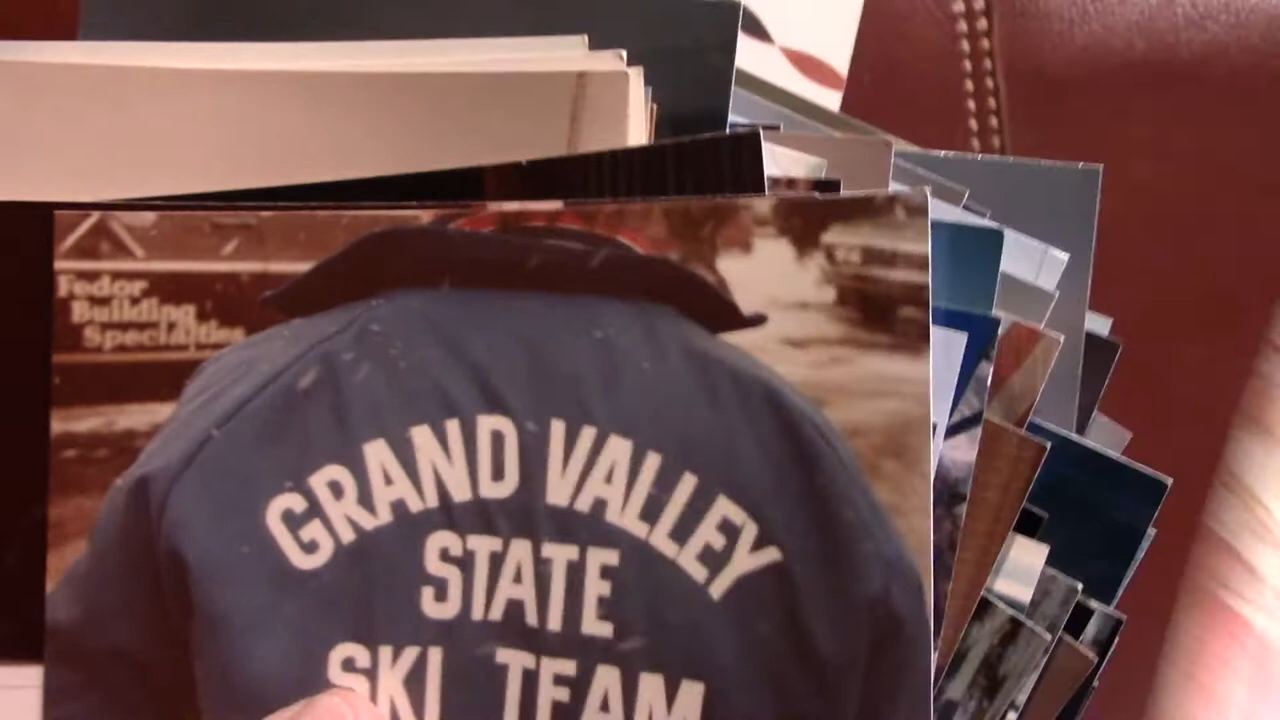 Fedor
Building
Specialties
GRAND VALLEY
STATE
SKI TEAM